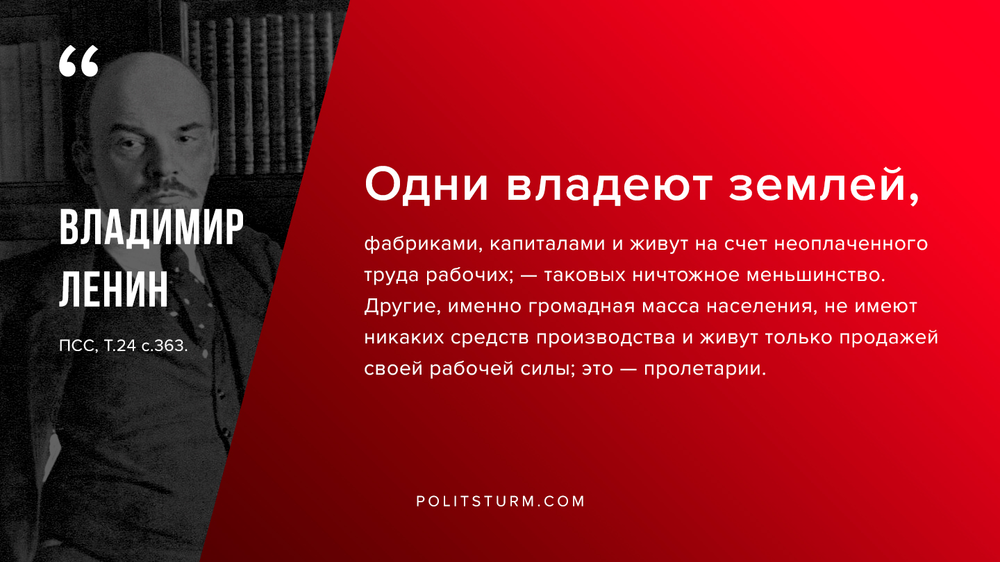 “
ВЛАДИМИР
ЛЕНИН
ПСС, Т.24 с.363.
Одни владеют землей,
фабриками, капиталами и живут на счет неоплаченного
труда рабочих; — таковых ничтожное меньшинство.
Другие, именно громадная масса населения, не имеют
никаких средств производства и живут только продажей
своей рабочей силы; это — пролетарии.
POLITSTURM.COM